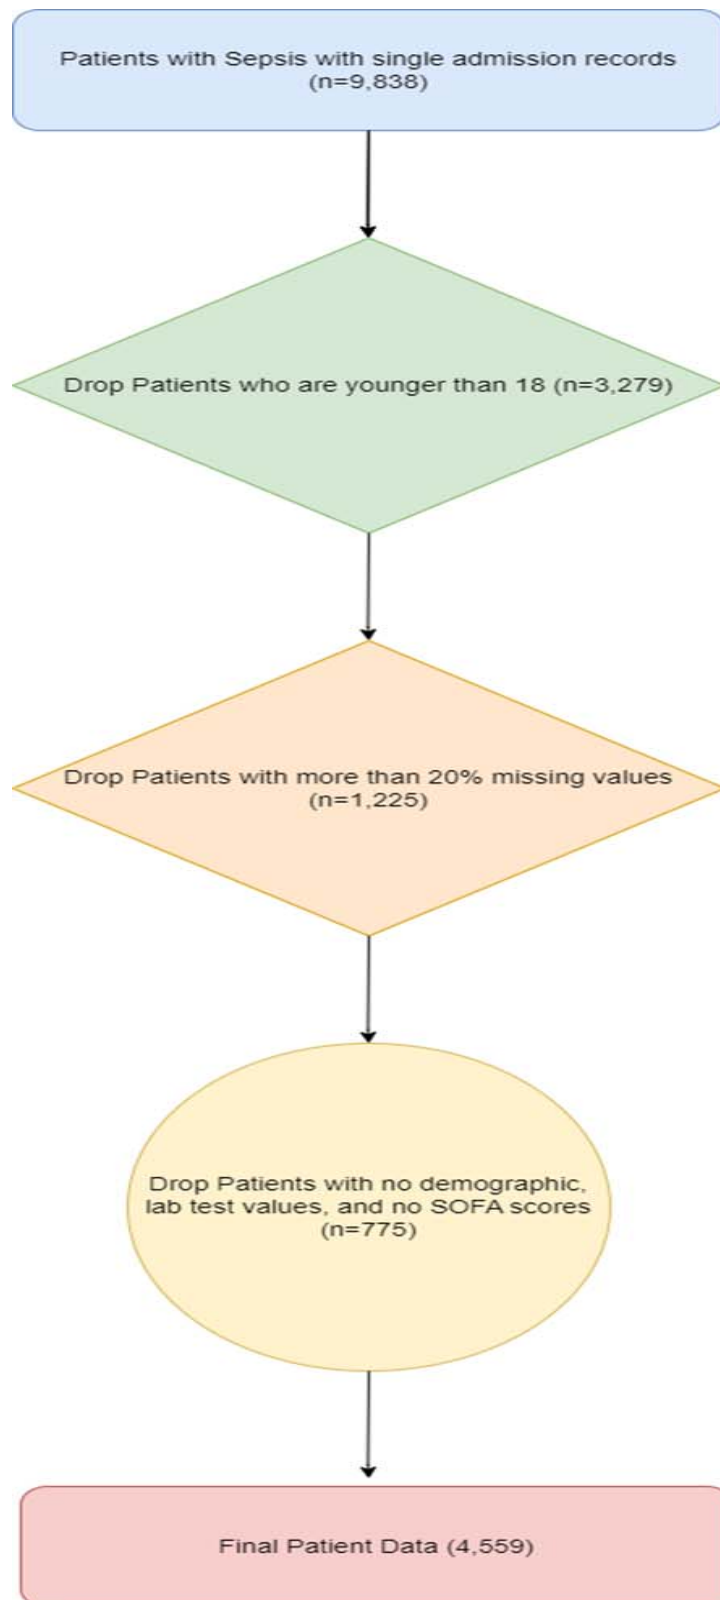 Patients with Sepsis with single admission records
(n=9,838)
Drop Patients who are younger than 18 (n=3,279)
Drop Patients with more than 20% missing values
(n=1,225)
Drop Patients with no demographic,
lab test values, and no SOFA scores
(n=775)
Final Patient Data (4,559)